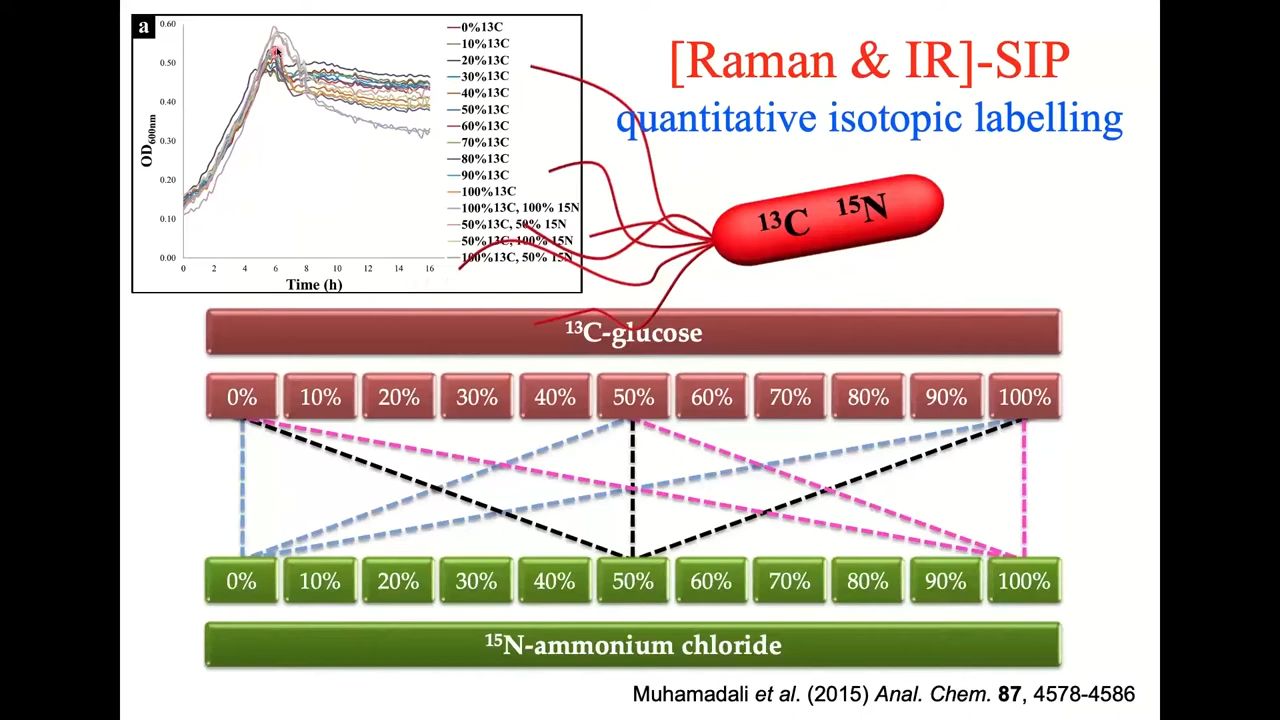 a
0.60
0.50
0.40
0.30
0.20
0.10
0.00
OD600nm
0 2 4 6 8 10 12 14 16
Time (h)
0%13C
10%13C
20%13C
30%13C
40%13C
50%13C
60%13C
70%13C
80%13C
90%13C
100%13C
100%13C, 100% 15N
50%13C, 50% 15N
50%13C, 100% 15N
100%13C, 50% 15N
[Raman & IR]-SIP
quantitative isotopic labelling
¹³C ¹⁵N
¹³C-glucose
0% 10% 20% 30% 40% 50% 60% 70% 80% 90% 100%
0% 10% 20% 30% 40% 50% 60% 70% 80% 90% 100%
¹⁵N-ammonium chloride
Muhamadali et al. (2015) Anal. Chem. 87, 4578-4586